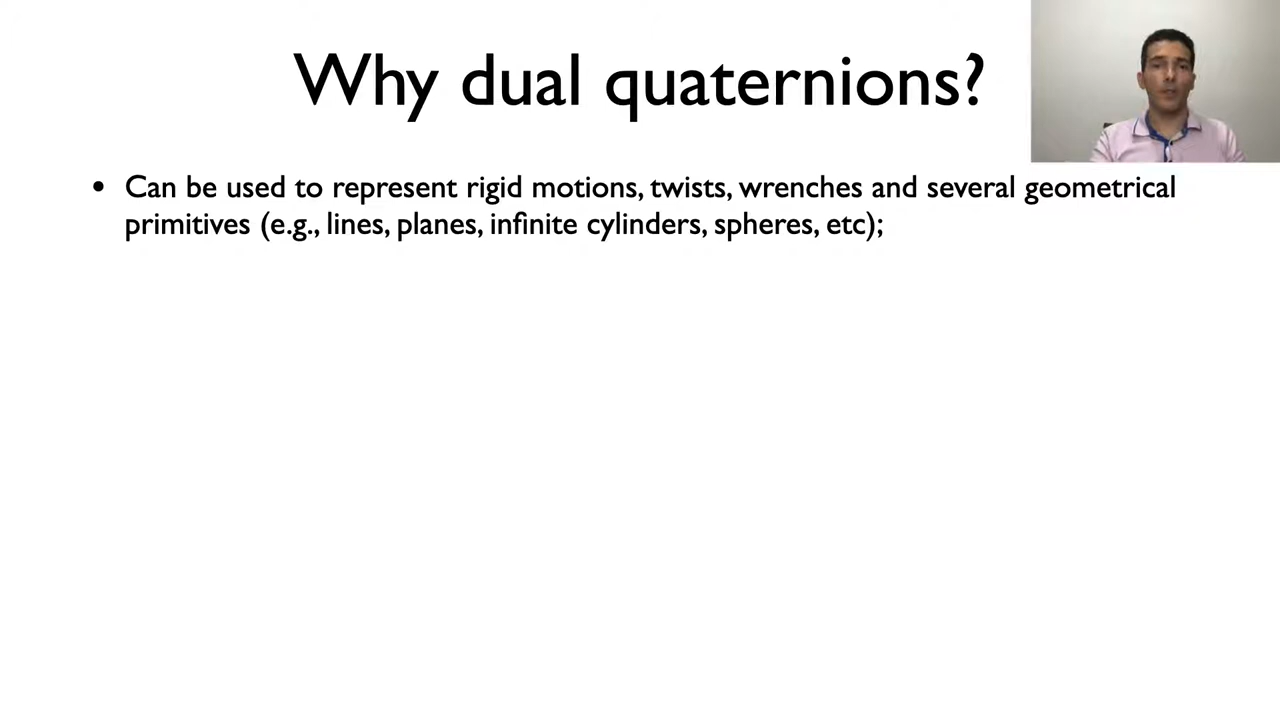 Why dual quaternions?
• Can be used to represent rigid motions, twists, wrenches and several geometrical
primitives (e.g., lines, planes, infinite cylinders, spheres, etc);